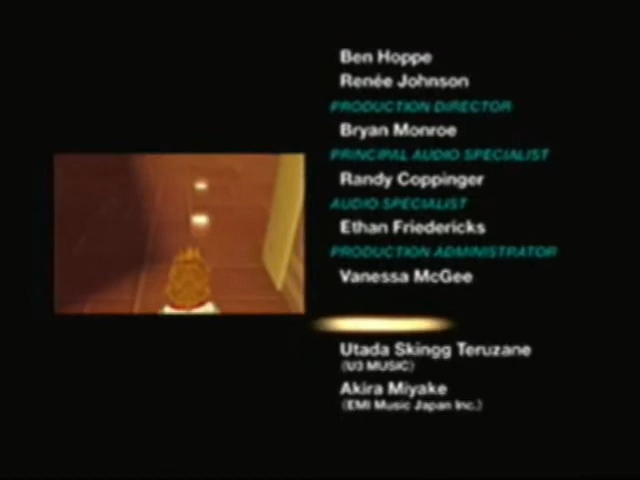 Ben Hoppe
Renée Johnson
PRODUCTION DIRECTOR
Bryan Monroe
PRINCIPAL AUDIO SPECIALIST
Randy Coppinger
AUDIO SPECIALIST
Ethan Friedericks
PRODUCTION ADMINISTRATOR
Vanessa McGee
Utada Skingg Teruzane
(U3 MUSIC)
Akira Miyake
(EMI Music Japan Inc.)